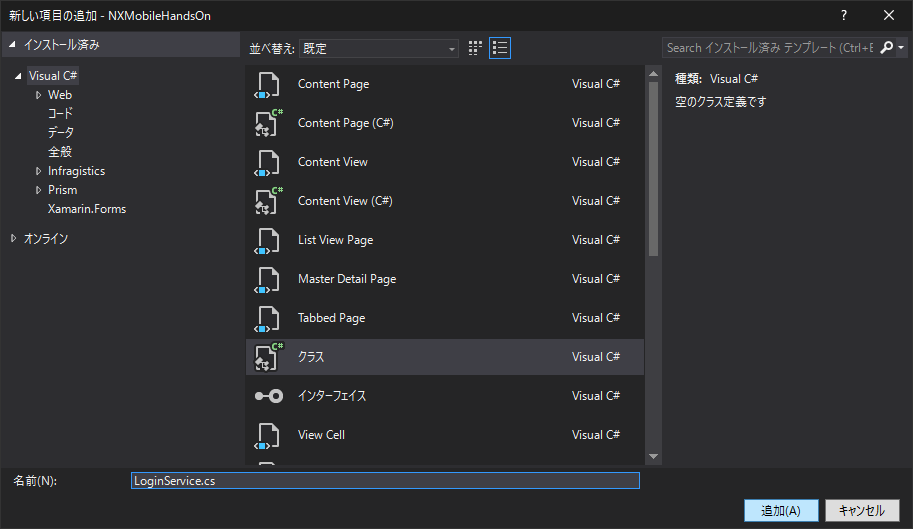 新しい項目の追加 - NXMobileHandsOn
インストール済み
並べ替え: 既定
Search インストール済み テンプレート (Ctrl+E
Visual C#
Web
コード
データ
全般
Infragistics
Prism
Xamarin.Forms
オンライン
Content Page Visual C#
C# Content Page (C#) Visual C#
Content View Visual C#
C# Content View (C#) Visual C#
List View Page Visual C#
Master Detail Page Visual C#
Tabbed Page Visual C#
C# クラス Visual C#
インターフェイス Visual C#
View Cell Visual C#
種類: Visual C#
空のクラス定義です
名前(N): LoginService.cs
追加(A) キャンセル